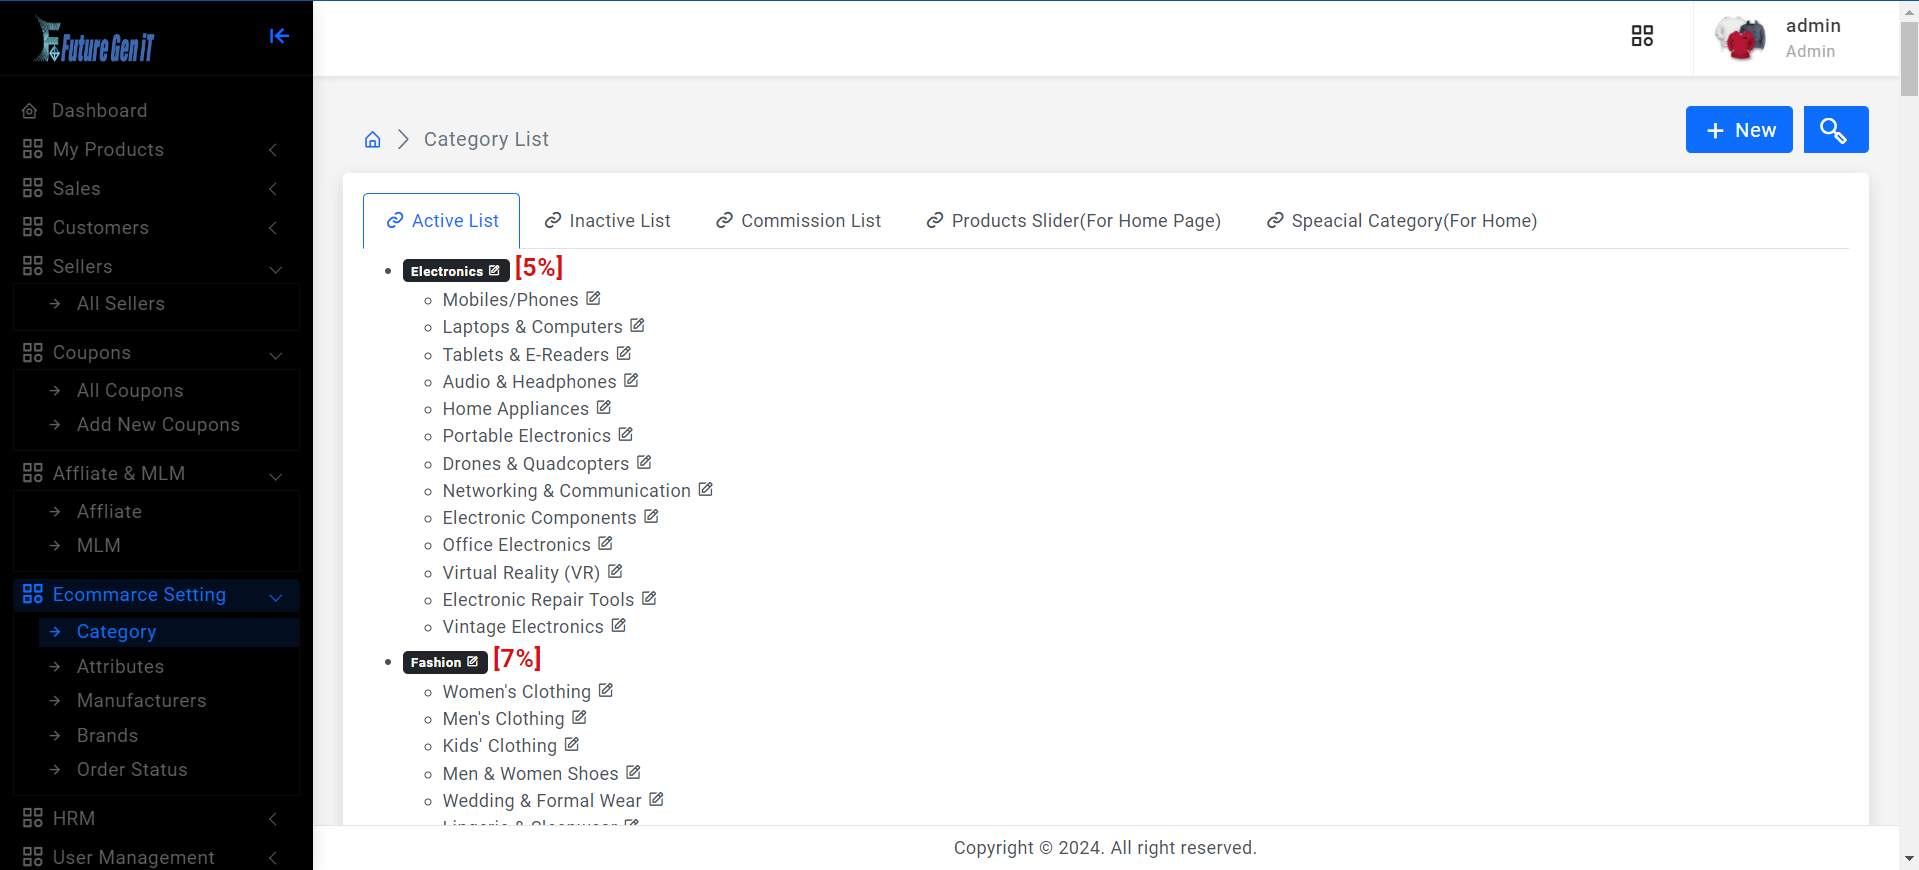 Future Gen iT
Dashboard
My Products
Sales
Customers
Sellers
All Sellers
Coupons
All Coupons
Add New Coupons
Affliate & MLM
Affliate
MLM
Ecommarce Setting
Category
Attributes
Manufacturers
Brands
Order Status
HRM
User Management
admin
Admin
Category List
New
Active List
Inactive List
Commission List
Products Slider(For Home Page)
Speacial Category(For Home)
Electronics [5%]
Mobiles/Phones
Laptops & Computers
Tablets & E-Readers
Audio & Headphones
Home Appliances
Portable Electronics
Drones & Quadcopters
Networking & Communication
Electronic Components
Office Electronics
Virtual Reality (VR)
Electronic Repair Tools
Vintage Electronics
Fashion [7%]
Women's Clothing
Men's Clothing
Kids' Clothing
Men & Women Shoes
Wedding & Formal Wear
Lingerie & Sleepwear
Copyright © 2024. All right reserved.